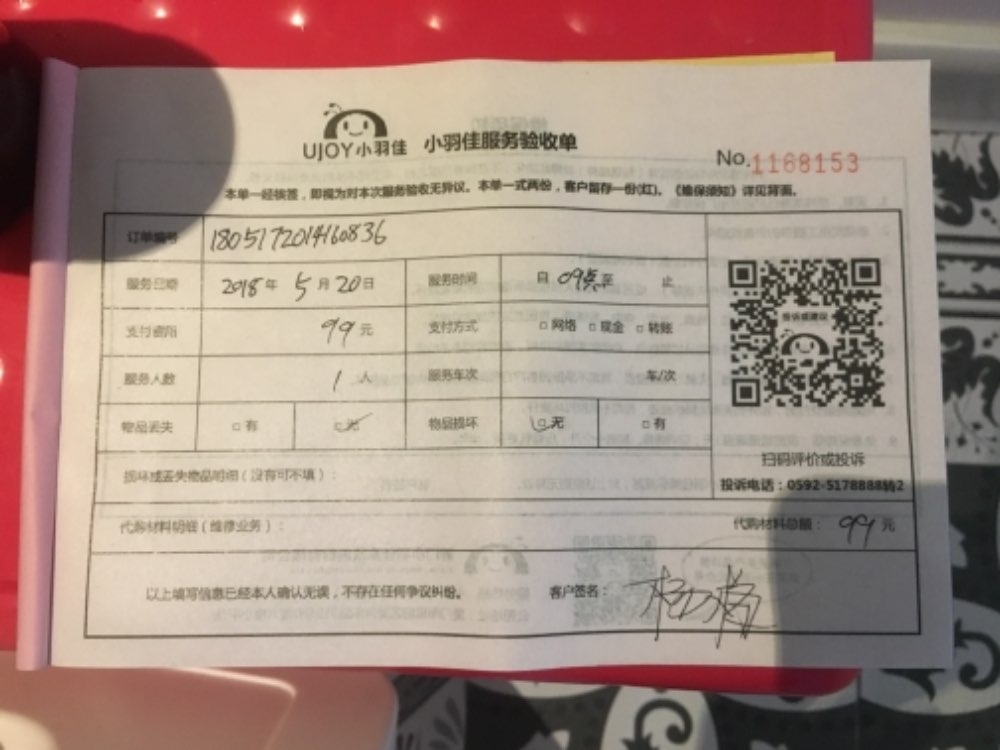 UJOY小羽佳 小羽佳服务验收单
No.1168153
本单一经核签，即视为对本次服务验收无异议。本单一式两份，客户留存一份(红)。《维保须知》详见背面。
订单编号 1805172014160836
服务日期 2018年 5月20日 服务时间 自 09点至 止
支付费用 99元 支付方式 □网络 □现金 □转账
服务人数 1人 服务车次 车/次
物品丢失 □有 □无 物品损坏 □无 □有
投诉或建议
扫码评价或投诉
投诉电话：0592-5178888转2
损坏或丢失物品明细（没有可不填）：
代购材料明细（维修业务）： 代购材料总额： 99元
以上填写信息已经本人确认无误，不存在任何争议纠纷。 客户签名：